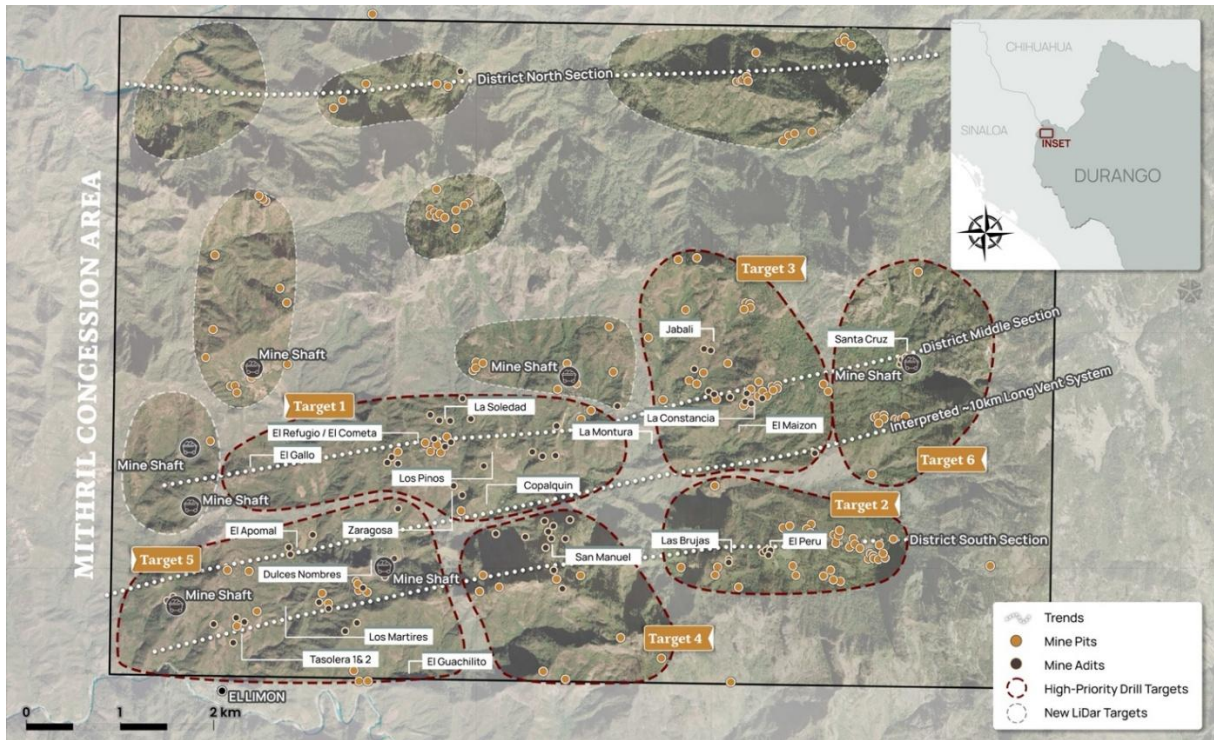 MITHRIL CONCESSION AREA
District North Section
CHIHUAHUA
SINALOA
INSET
DURANGO
Target 3
Jabali
Santa Cruz
District Middle Section
Mine Shaft
Mine Shaft
Mine Shaft
Interpreted ~10km Long Vent System
Target 1
La Soledad
La Constancia
El Refugio / El Cometa
La Montura
El Maizon
El Gallo
Mine Shaft
Target 6
Los Pinos
Copalquin
Mine Shaft
Target 2
El Apomal
Zaragosa
Las Brujas
El Peru
District South Section
Target 5
San Manuel
Dulces Nombres
Mine Shaft
Mine Shaft
Los Martires
Target 4
Tasolera 1& 2
El Guachilito
ELLIMON
0
1
2 km
Trends
Mine Pits
Mine Adits
High-Priority Drill Targets
New LiDar Targets